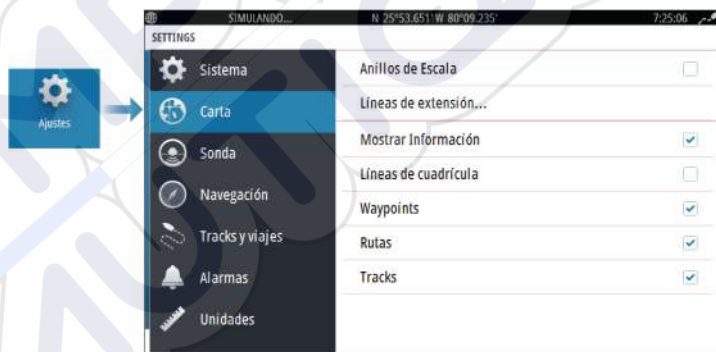 SIMULANDO...
N 25°53.651' W 80°09.235'
7:25:06
SETTINGS
Ajustes
Sistema
Carta
Sonda
Navegación
Tracks y viajes
Alarmas
Unidades
Anillos de Escala
Líneas de extensión...
Mostrar Información
Líneas de cuadrícula
Waypoints
Rutas
Tracks